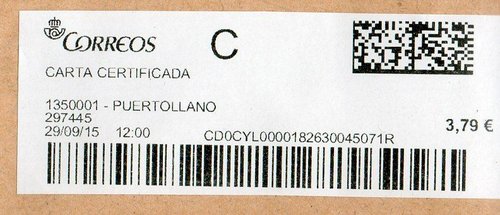 CORREOS C
CARTA CERTIFICADA
1350001 - PUERTOLLANO
297445
29/09/15 12:00 CD0CYL0000182630045071R
3,79 €